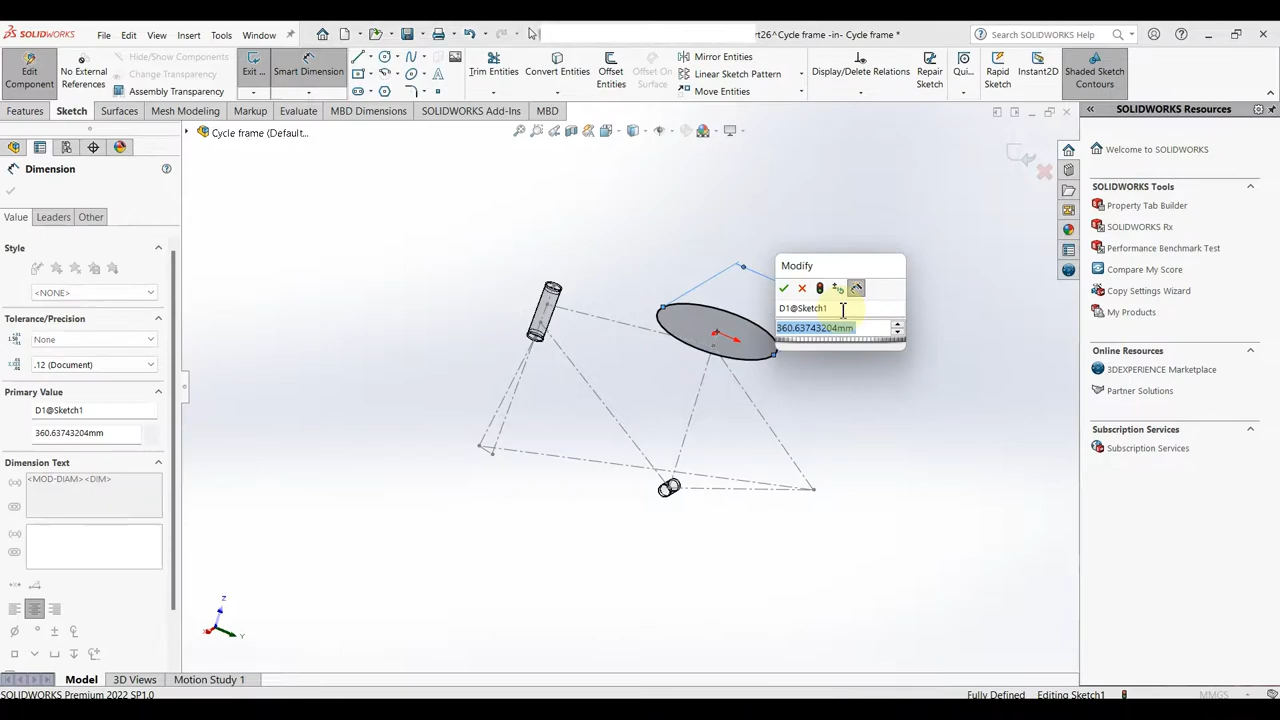 SOLIDWORKS File Edit View Insert Tools Window rt26^Cycle frame -in- Cycle frame * Search SOLIDWORKS Help
Edit Component
No External References
Hide/Show Components
Change Transparency
Assembly Transparency
Exit ...
Smart Dimension
Trim Entities
Convert Entities
Offset Entities
Offset On Surface
Mirror Entities
Linear Sketch Pattern
Move Entities
Display/Delete Relations
Repair Sketch
Qui...
Rapid Sketch
Instant2D
Shaded Sketch Contours
Features Sketch Surfaces Mesh Modeling Markup Evaluate MBD Dimensions SOLIDWORKS Add-Ins MBD
Cycle frame (Default...
Dimension
Value Leaders Other
Style
<NONE>
Tolerance/Precision
None
.12 (Document)
Primary Value
D1@Sketch1
360.63743204mm
Dimension Text
<MOD-DIAM><DIM>
Modify
D1@Sketch1
360.63743204mm
Z
X
Y
SOLIDWORKS Resources
Welcome to SOLIDWORKS
SOLIDWORKS Tools
Property Tab Builder
SOLIDWORKS Rx
Performance Benchmark Test
Compare My Score
Copy Settings Wizard
My Products
Online Resources
3DEXPERIENCE Marketplace
Partner Solutions
Subscription Services
Subscription Services
Model 3D Views Motion Study 1
SOLIDWORKS Premium 2022 SP1.0 Fully Defined Editing Sketch1 MMGS